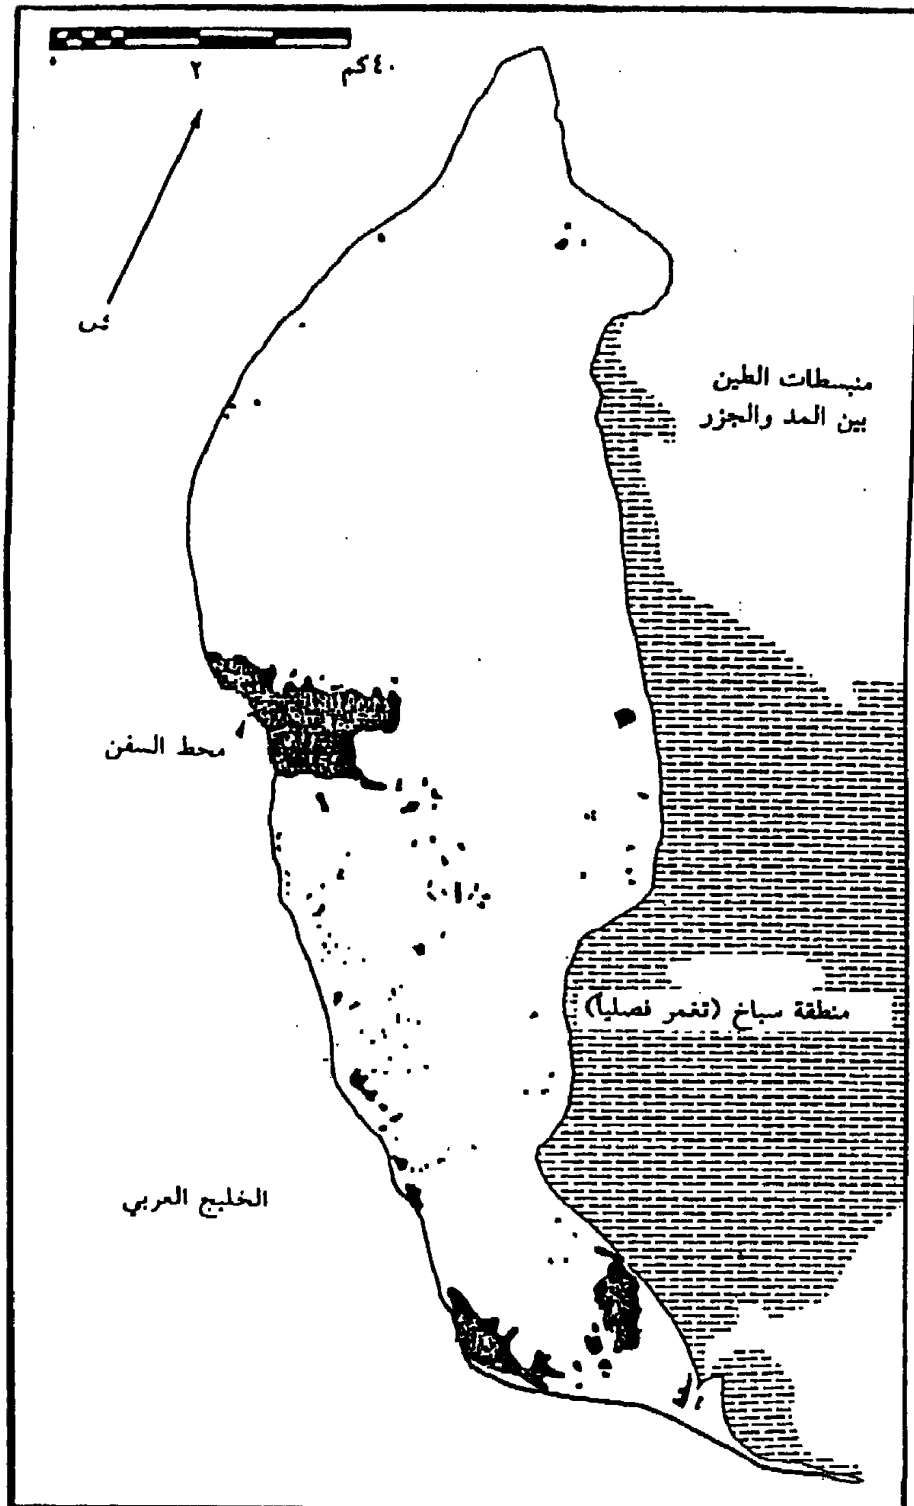 ٠ ٢ ٤٠كم
ش
منبسطات الطين
بين المد والجزر
محط السفن
منطقة سباخ (تغمر فصلياً)
الخليج العربي